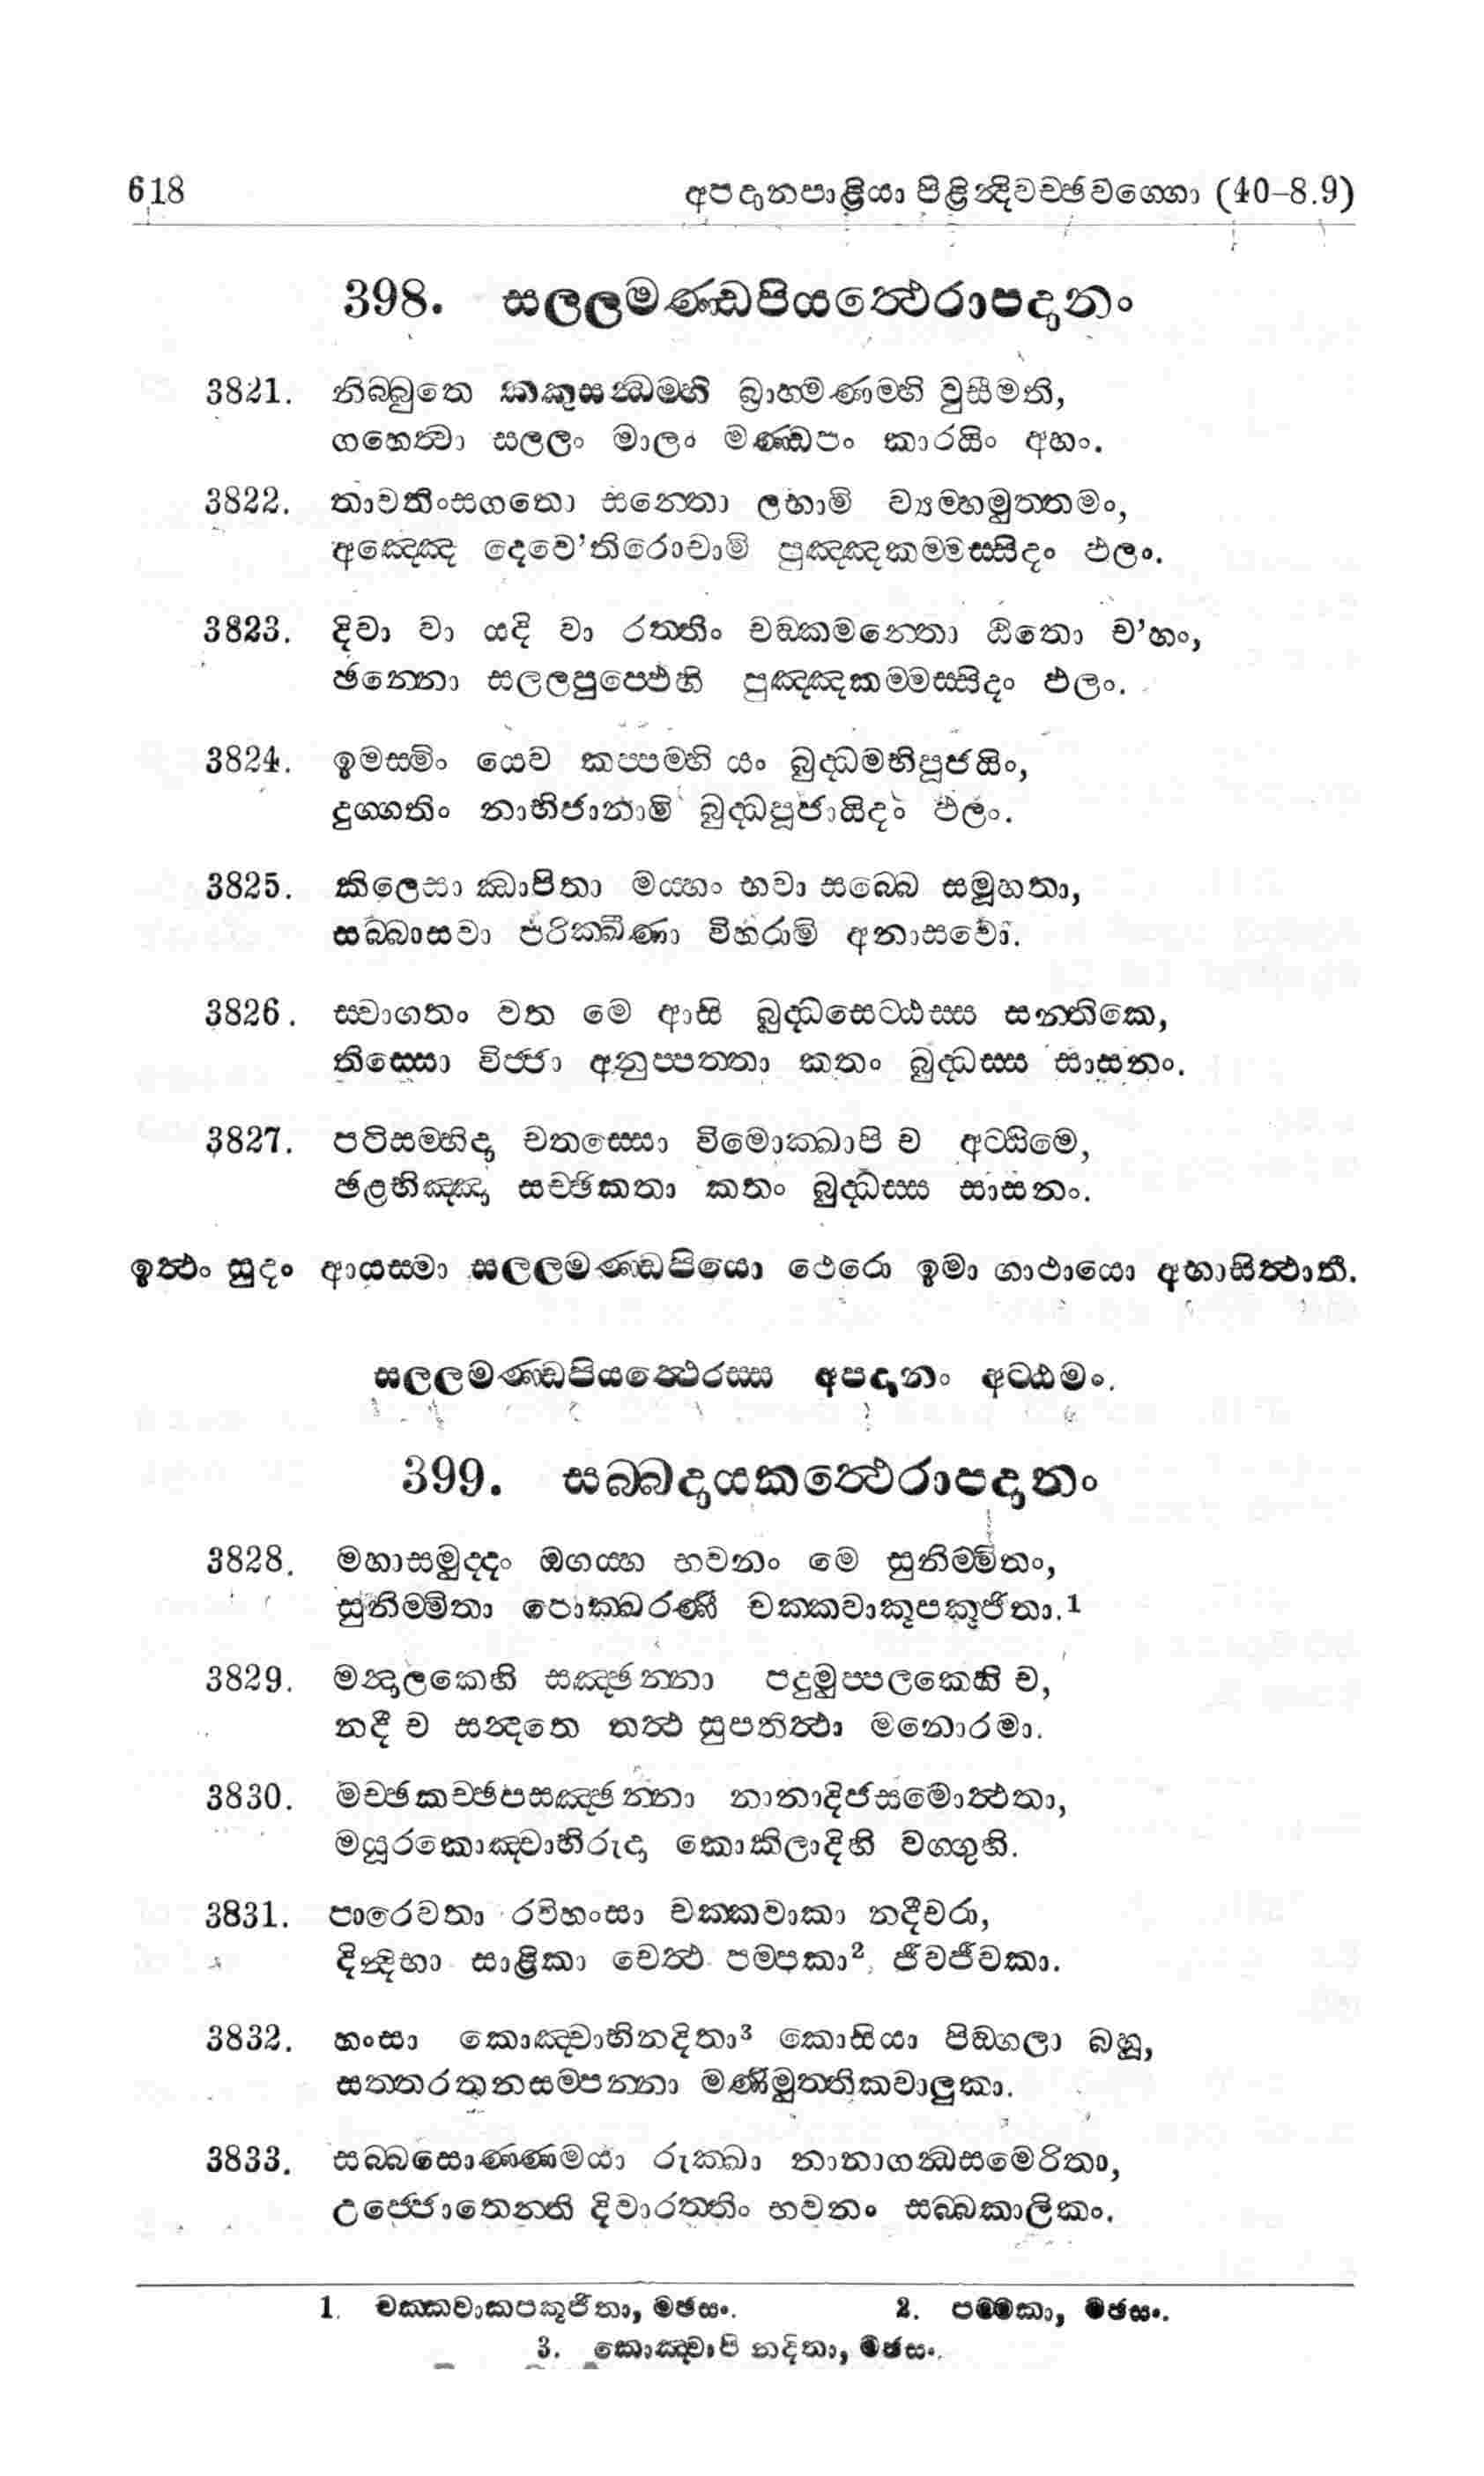 618 අපදානපාළියා පිළින්දිවච්ඡවග්ගො (40-8.9)
398. සලලමණ්ඩපියත්ථෙරාපදානං
3821. නිබ්බුතෙ කකුසන්ධම්හි බ්‍රාහ්මණම්හි වුසීමති,
ගහෙත්වා සලලං මාලං මණ්ඩපං කාරයිං අහං.
3822. තාවතිංසගතො සන්තො ලභාමි ව්‍යම්හමුත්තමං,
අඤ්ඤෙ දෙවෙ'තිරොචාමි පුඤ්ඤකම්මස්සිදං ඵලං.
3823. දිවා වා යදි වා රත්තිං චඞ්කමන්තො ඨිතො ච'හං,
ඡන්නො සලලපුප්ඵෙහි පුඤ්ඤකම්මස්සිදං ඵලං.
3824. ඉමස්මිං යෙව කප්පම්හි යං බුද්ධමභිපූජයිං,
දුග්ගතිං නාභිජානාමි බුද්ධපූජායිදං ඵලං.
3825. කිලෙසා ඣාපිතා මය්හං භවා සබ්බෙ සමූහතා,
සබ්බාසවා පරික්ඛීණා විහරාමි අනාසවො.
3826. ස්වාගතං වත මෙ ආසි බුද්ධසෙට්ඨස්ස සන්තිකෙ,
තිස්සො විජ්ජා අනුප්පත්තා කතං බුද්ධස්ස සාසනං.
3827. පටිසම්භිදා චතස්සො විමොක්ඛාපි ච අට්ඨිමෙ,
ඡළභිඤ්ඤා සච්ඡිකතා කතං බුද්ධස්ස සාසනං.
ඉත්ථං සුදං ආයස්මා සලලමණ්ඩපියො ථෙරො ඉමා ගාථායො අභාසිත්ථාති.
සලලමණ්ඩපියත්ථෙරස්ස අපදානං අට්ඨමං.
399. සබ්බදායකත්ථෙරාපදානං
3828. මහාසමුද්දං ඔගය්හ භවනං මෙ සුනිම්මිතං,
සුනිම්මිතා පොක්ඛරණී චක්කවාකූපකූජිතා.1
3829. මන්දාලකෙහි සඤ්ඡන්නා පදුමුප්පලකෙහි ච,
නදී ච සන්දතෙ තත්ථ සුපතිත්ථා මනොරමා.
3830. මච්ඡකච්ඡපසඤ්ඡන්නා නානාදිජසමොත්ථතා,
මයූරකොඤ්චාභිරුදා කොකිලාදිහි වග්ගුහි.
3831. පාරෙවතා රවිහංසා චක්කවාකා නදීචරා,
දින්දිභා සාළිකා චෙත්ථ පම්පකා2 ජීවජීවකා.
3832. හංසා කොඤ්චාභිනදිතා3 කොසියා පිඞ්ගලා බහූ,
සත්තරතනසම්පන්නා මණිමුත්තිකවාලුකා.
3833. සබ්බසොණ්ණමයා රුක්ඛා නානාගන්ධසමෙරිතා,
උජ්ජොතෙන්ති දිවාරත්තිං භවනං සබ්බකාලිකං.
1. චක්කවාකපකූජිතා, මඡසං. 2. පම්මකා, මඡසං.
3. කොඤ්චාපි නදිතා, මඡසං.